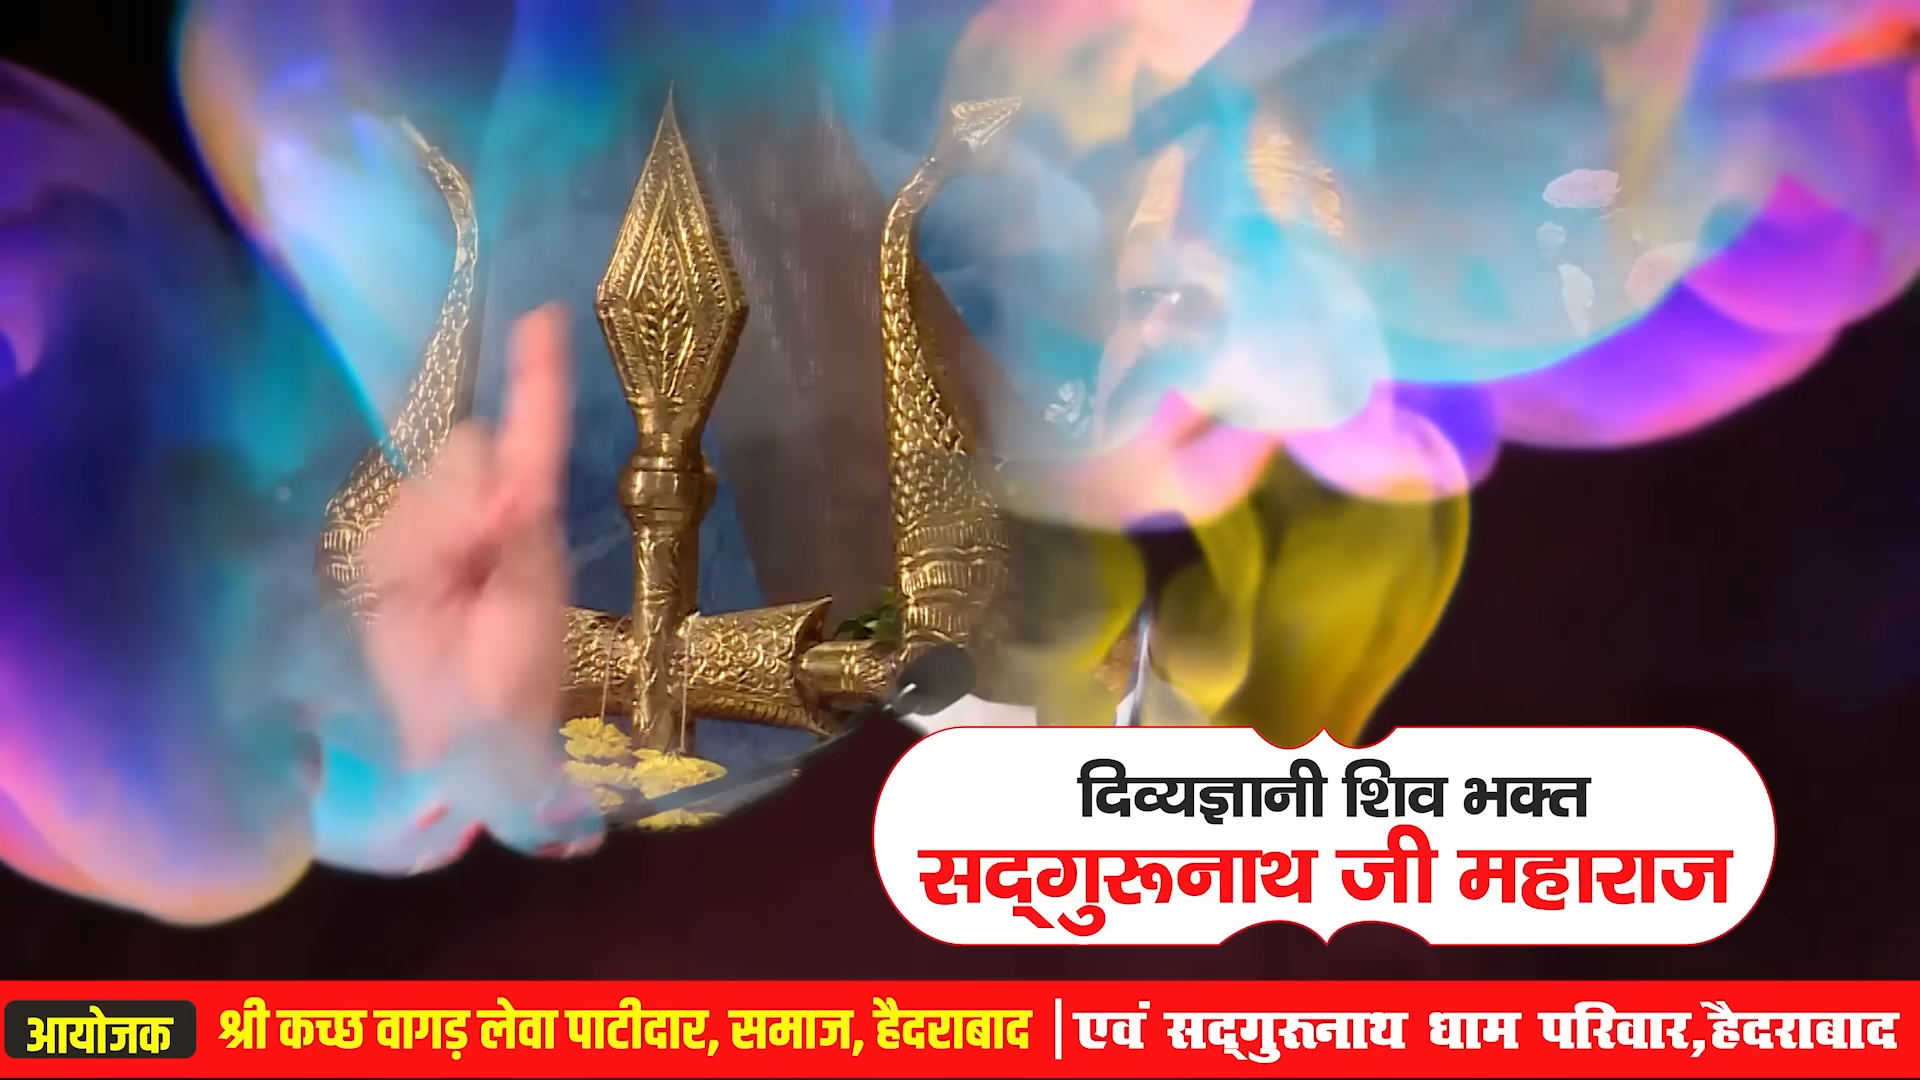 दिव्यज्ञानी शिव भक्त
सद्‌गुरूनाथ जी महाराज
आयोजक श्री कच्छ वागड़ लेवा पाटीदार, समाज, हैदराबाद | एवं सद्‌गुरूनाथ धाम परिवार,हैदराबाद